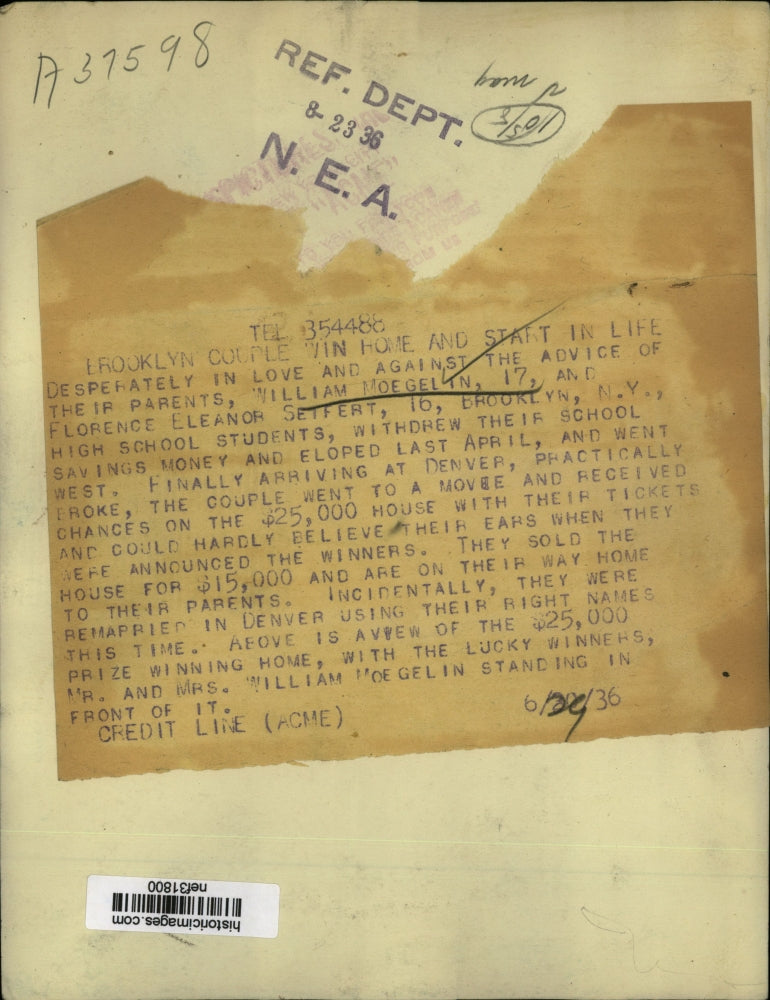 A37598
REF. DEPT.
8-23 36
N. E. A.
TEL 354488
BROOKLYN COUPLE WIN HOME AND START IN LIFE
DESPERATELY IN LOVE AND AGAINST THE ADVICE OF
THEIR PARENTS, WILLIAM MOEGELIN, 17, AND
FLORENCE ELEANOR SEIFERT, 16, BROOKLYN, N.Y.,
HIGH SCHOOL STUDENTS, WITHDREW THEIR SCHOOL
SAVINGS MONEY AND ELOPED LAST APRIL, AND WENT
WEST. FINALLY ARRIVING AT DENVER, PRACTICALLY
BROKE, THE COUPLE WENT TO A MOVEE AND RECEIVED
CHANCES ON THE $25,000 HOUSE WITH THEIR TICKETS
AND COULD HARDLY BELIEVE THEIR EARS WHEN THEY
WERE ANNOUNCED THE WINNERS. THEY SOLD THE
HOUSE FOR $15,000 AND ARE ON THEIR WAY HOME
TO THEIR PARENTS. INCIDENTALLY, THEY WERE
REMARRIED IN DENVER USING THEIR RIGHT NAMES
THIS TIME. ABOVE IS AVWEW OF THE $25,000
PRIZE WINNING HOME, WITH THE LUCKY WINNERS,
MR. AND MRS. WILLIAM MOEGELIN STANDING IN
FRONT OF IT.
CREDIT LINE (ACME)
historicimages.com
nef31800